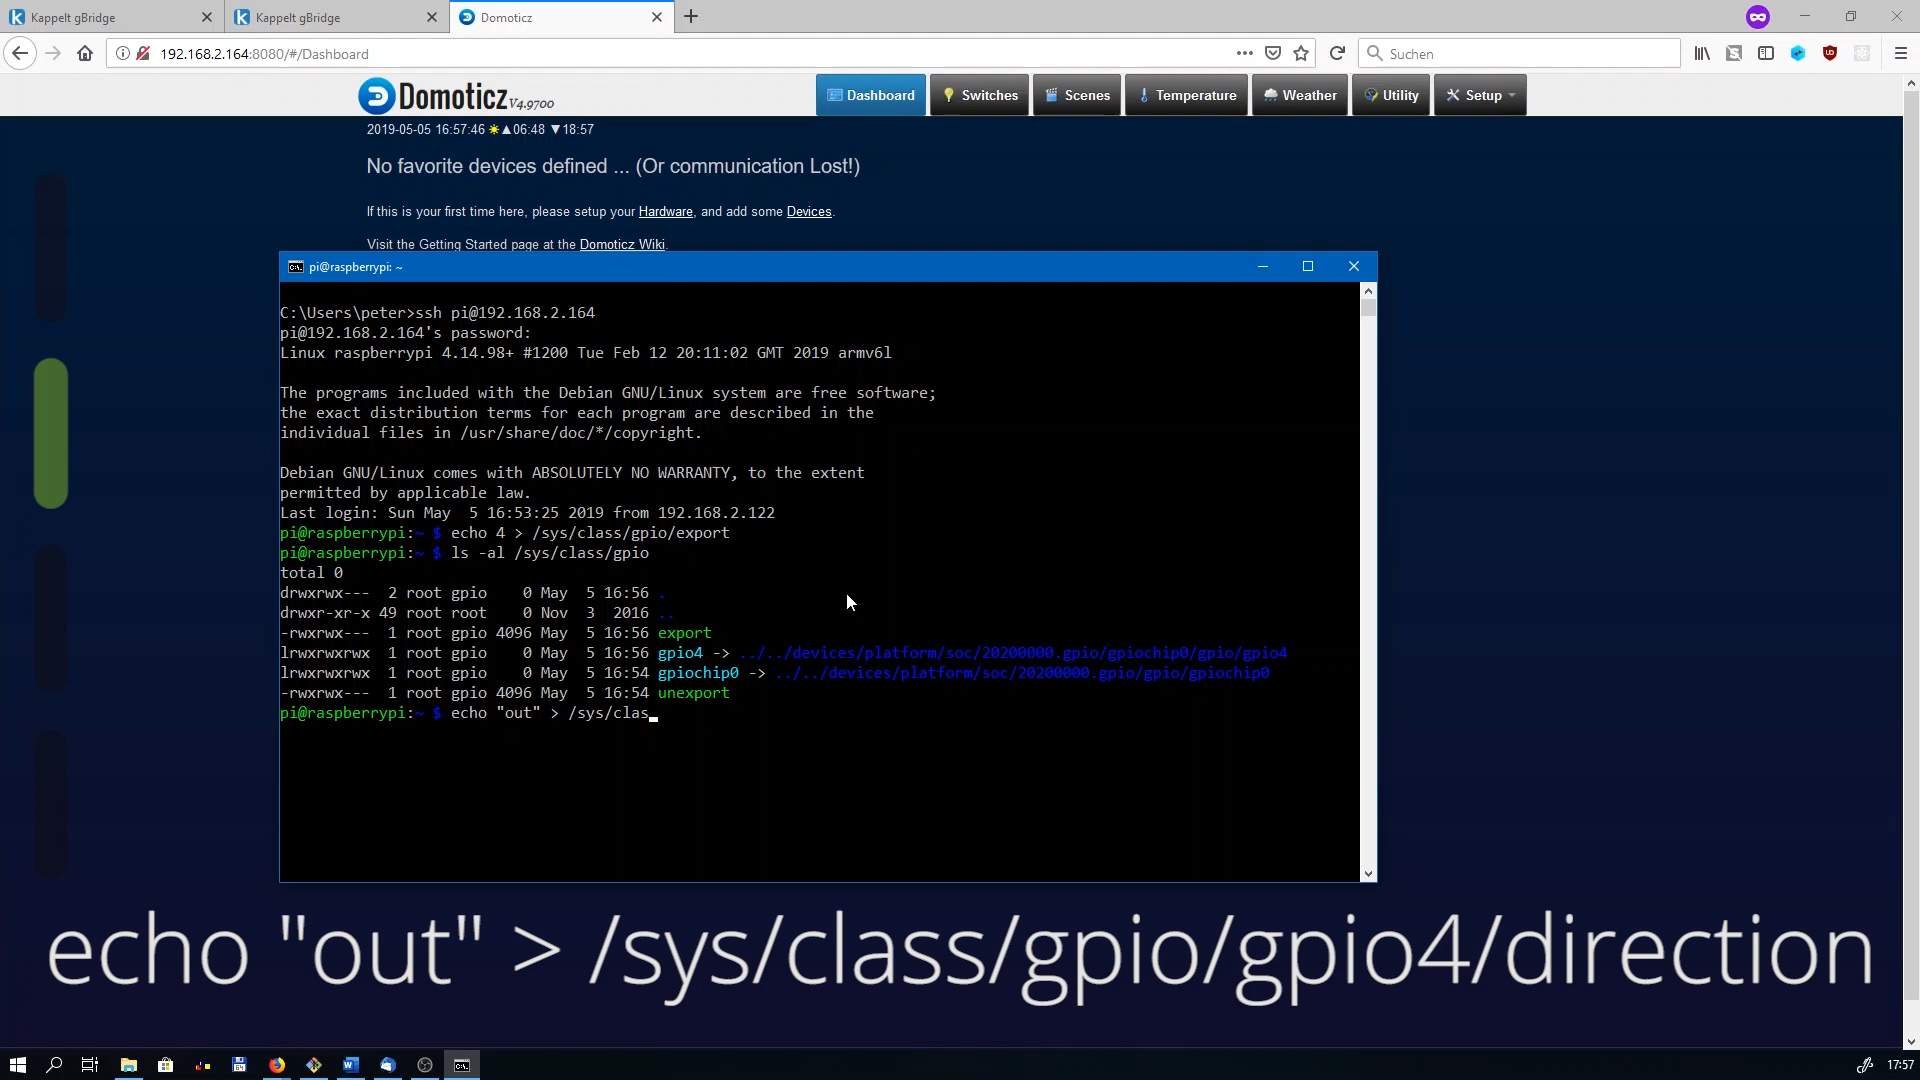 Kappelt gBridge
Kappelt gBridge
Domoticz
192.168.2.164:8080/#/Dashboard
Suchen
Domoticz V4.9700
Dashboard
Switches
Scenes
Temperature
Weather
Utility
Setup
2019-05-05 16:57:46 ☀▲06:48 ▼18:57
No favorite devices defined ... (Or communication Lost!)
If this is your first time here, please setup your Hardware, and add some Devices.
Visit the Getting Started page at the Domoticz Wiki.
pi@raspberrypi: ~
C:\Users\peter>ssh pi@192.168.2.164
pi@192.168.2.164's password:
Linux raspberrypi 4.14.98+ #1200 Tue Feb 12 20:11:02 GMT 2019 armv6l
The programs included with the Debian GNU/Linux system are free software;
the exact distribution terms for each program are described in the
individual files in /usr/share/doc/*/copyright.
Debian GNU/Linux comes with ABSOLUTELY NO WARRANTY, to the extent
permitted by applicable law.
Last login: Sun May  5 16:53:25 2019 from 192.168.2.122
pi@raspberrypi:~ $ echo 4 > /sys/class/gpio/export
pi@raspberrypi:~ $ ls -al /sys/class/gpio
total 0
drwxrwx---  2 root gpio    0 May  5 16:56 .
drwxr-xr-x 49 root root    0 Nov  3  2016 ..
-rwxrwx---  1 root gpio 4096 May  5 16:56 export
lrwxrwxrwx  1 root gpio    0 May  5 16:56 gpio4 -> ../../devices/platform/soc/20200000.gpio/gpiochip0/gpio/gpio4
lrwxrwxrwx  1 root gpio    0 May  5 16:54 gpiochip0 -> ../../devices/platform/soc/20200000.gpio/gpio/gpiochip0
-rwxrwx---  1 root gpio 4096 May  5 16:54 unexport
pi@raspberrypi:~ $ echo "out" > /sys/clas_
echo "out" > /sys/class/gpio/gpio4/direction
17:57